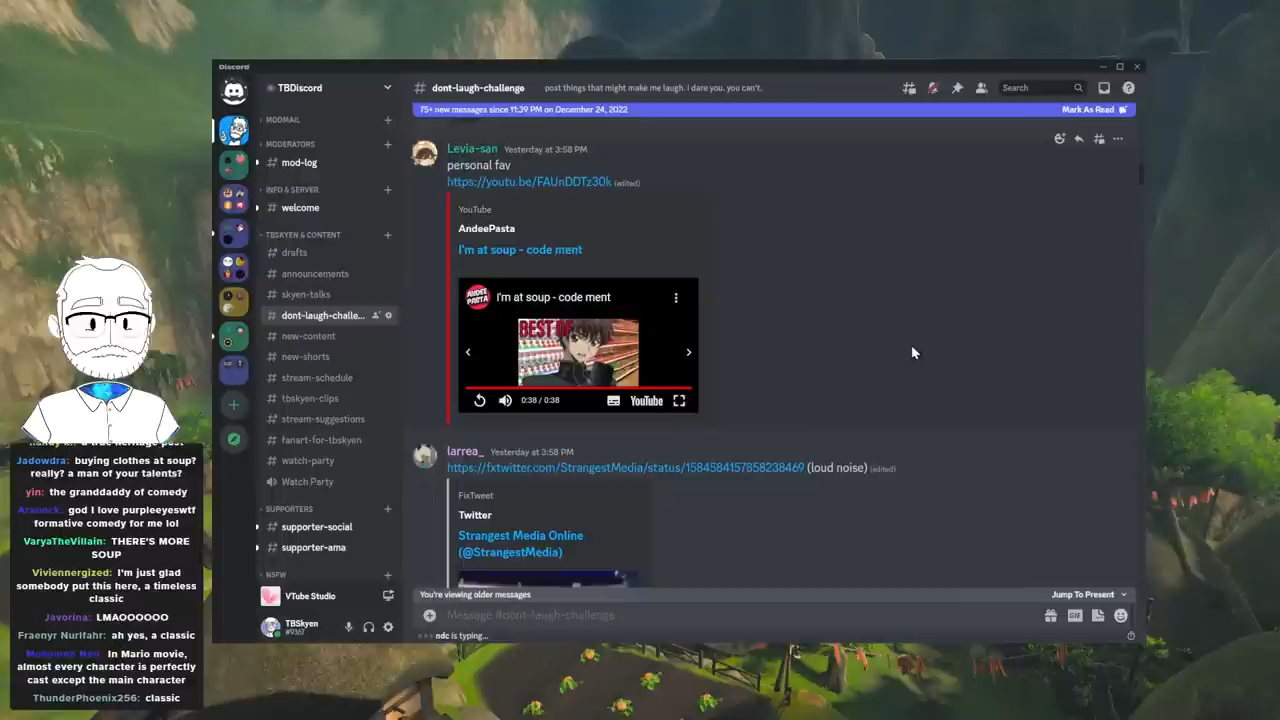 Discord
TBDiscord
MODMAIL
MODERATORS
mod-log
INFO & SERVER
welcome
TBSKYEN & CONTENT
drafts
announcements
skyen-talks
dont-laugh-challe...
new-content
new-shorts
stream-schedule
tbskyen-clips
stream-suggestions
fanart-for-tbskyen
watch-party
Watch Party
SUPPORTERS
supporter-social
supporter-ama
NSFW
VTube Studio
TBSkyen
dont-laugh-challenge post things that might make me laugh. i dare you. you can't.
Search
75+ new messages since 11:39 PM on December 24, 2022 Mark As Read
Levia-san Yesterday at 3:58 PM
personal fav
https://youtu.be/FAUnDDTz30k (edited)
YouTube
AndeePasta
I'm at soup - code ment
ANDEE PASTA
I'm at soup - code ment
BEST OF
0:38 / 0:38 YouTube
larrea_ Yesterday at 3:58 PM
https://fxtwitter.com/StrangestMedia/status/1584584157858238469 (loud noise) (edited)
FixTweet
Twitter
Strangest Media Online
(@StrangestMedia)
You're viewing older messages Jump To Present
Message #dont-laugh-challenge
GIF
ndc is typing...
Jadowdra: buying clothes at soup?
really? a man of your talents?
yin: the granddaddy of comedy
god I love purpleeyeswtf
formative comedy for me lol
VaryaTheVillain: THERE'S MORE
SOUP
Viviennergized: I'm just glad
somebody put this here, a timeless
classic
Javorina: LMAOOOOOO
Fraenyr Nurifahr: ah yes, a classic
In Mario movie,
almost every character is perfectly
cast except the main character
ThunderPhoenix256: classic